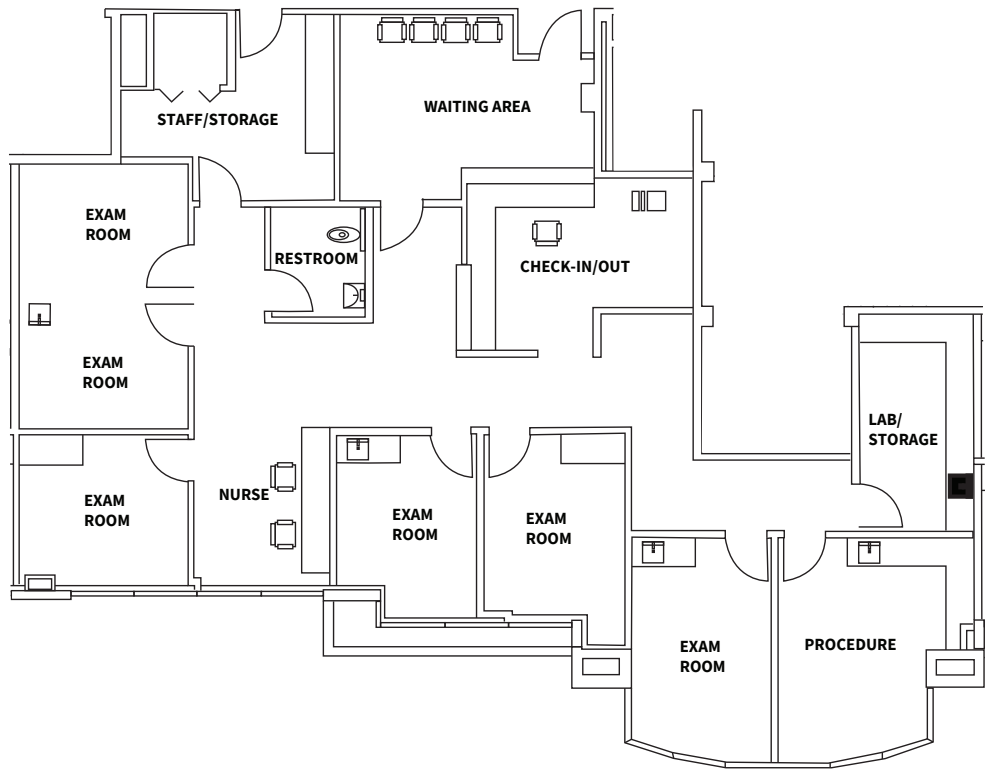 WAITING AREA
STAFF/STORAGE
EXAM
ROOM
RESTROOM
CHECK-IN/OUT
EXAM
ROOM
LAB/
STORAGE
NURSE
EXAM
ROOM
EXAM
ROOM
EXAM
ROOM
EXAM
ROOM
PROCEDURE